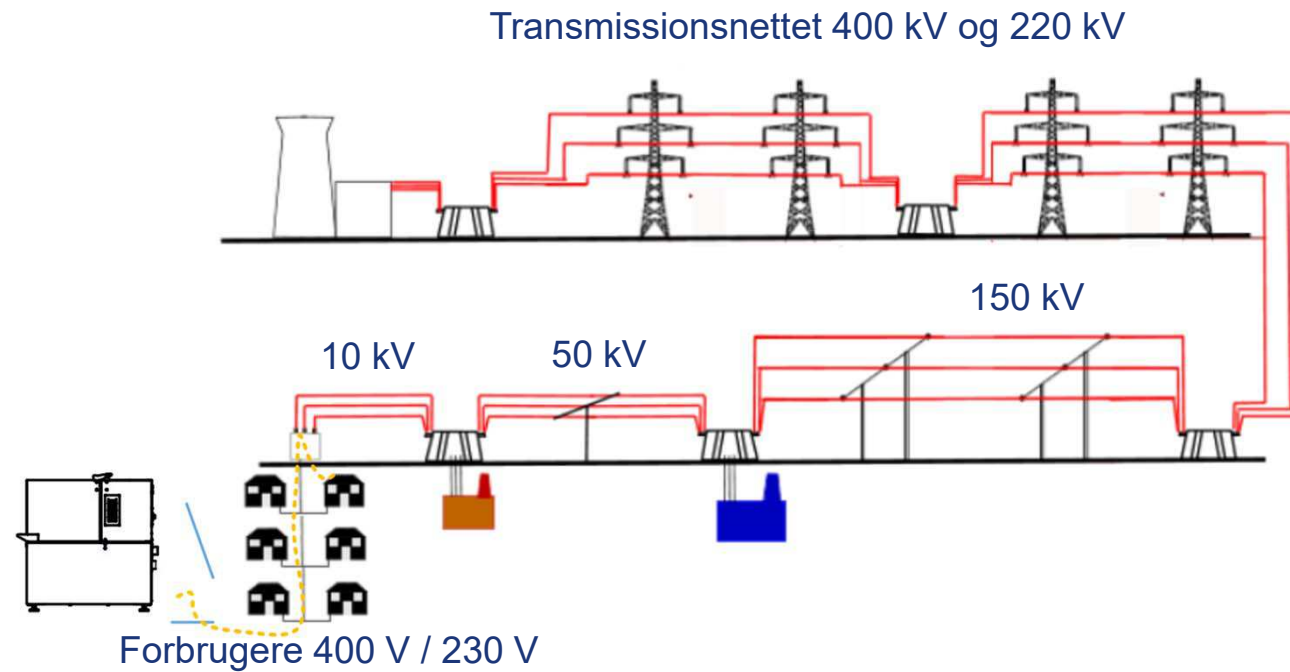 Transmissionsnettet 400 kV og 220 kV
150 kV
10 kV
50 kV
Forbrugere 400 V / 230 V